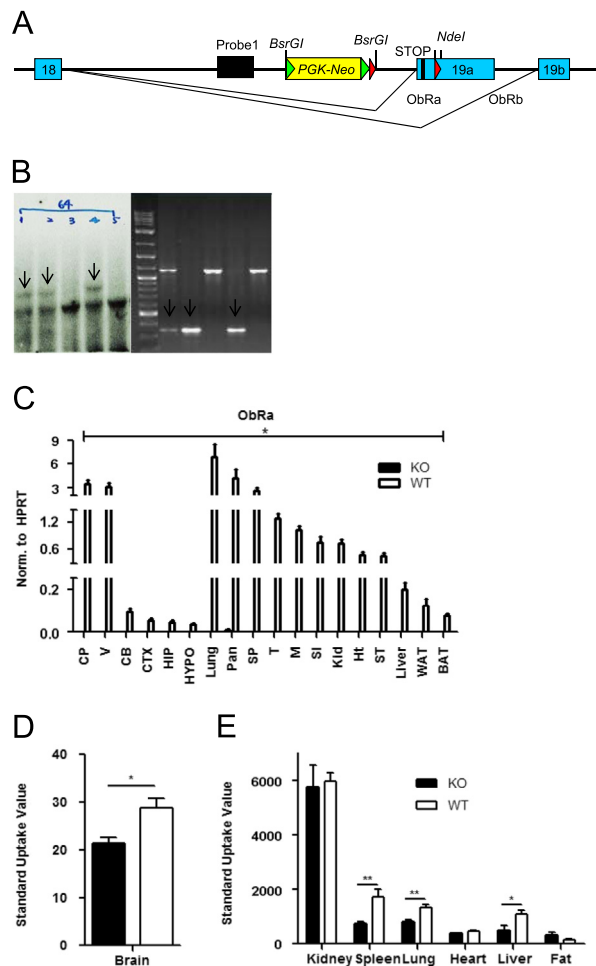 A
BsrGI
BsrGI
NdeI
Probe1
STOP
18
PGK-Neo
19a
19b
ObRa
ObRb
B
64
1 2 3 4 5
C
ObRa
*
Norm. to HPRT
9
6
3
1.2
0.6
0.2
0.0
KO
WT
CP V CB CTX HIP HYPO Lung Pan SP T M SI Kid Ht ST Liver WAT BAT
D
Standard Uptake Value
40
30
20
10
0
*
Brain
E
Standard Uptake Value
6000
4000
2000
0
KO
WT
** ** *
Kidney Spleen Lung Heart Liver Fat